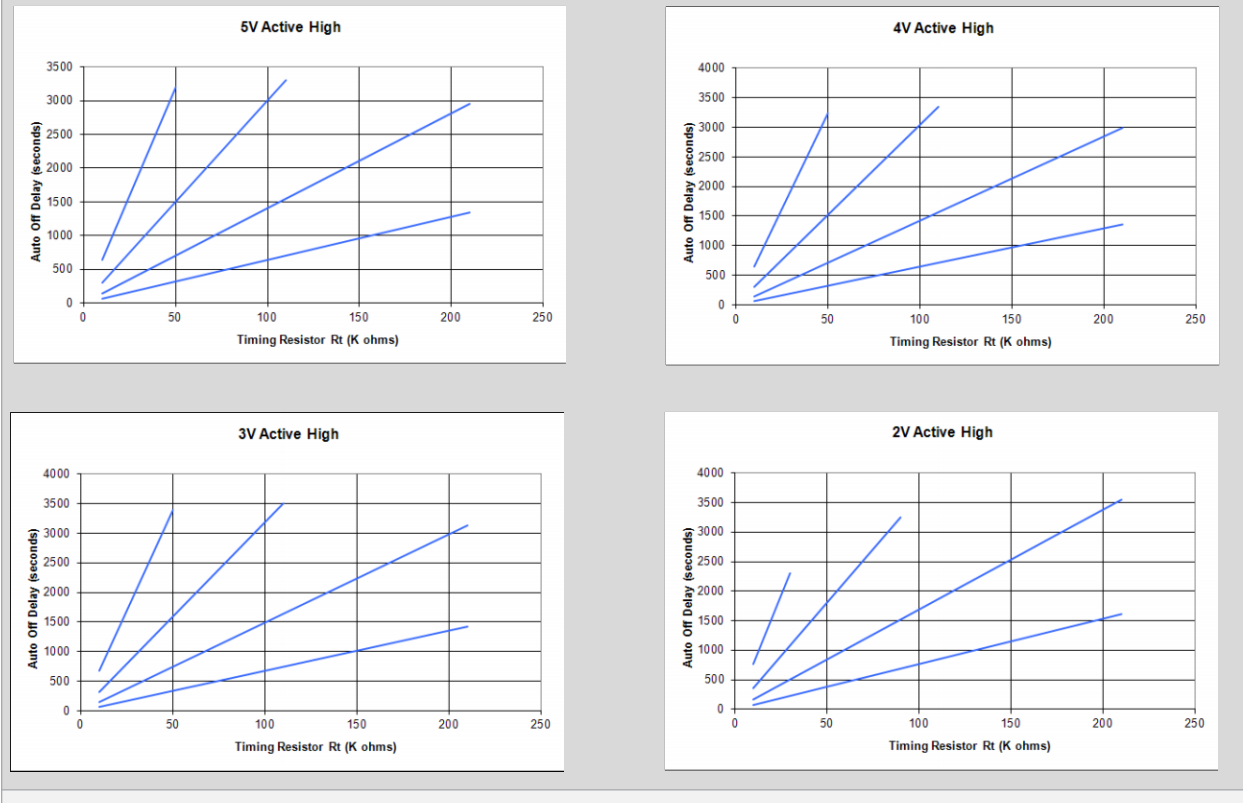 5V Active High
3500
3000
2500
2000
1500
1000
500
0
0 50 100 150 200 250
Auto Off Delay (seconds)
Timing Resistor Rt (K ohms)
4V Active High
4000
3500
3000
2500
2000
1500
1000
500
0
0 50 100 150 200 250
Auto Off Delay (seconds)
Timing Resistor Rt (K ohms)
3V Active High
4000
3500
3000
2500
2000
1500
1000
500
0
0 50 100 150 200 250
Auto Off Delay (seconds)
Timing Resistor Rt (K ohms)
2V Active High
4000
3500
3000
2500
2000
1500
1000
500
0
0 50 100 150 200 250
Auto Off Delay (seconds)
Timing Resistor Rt (K ohms)